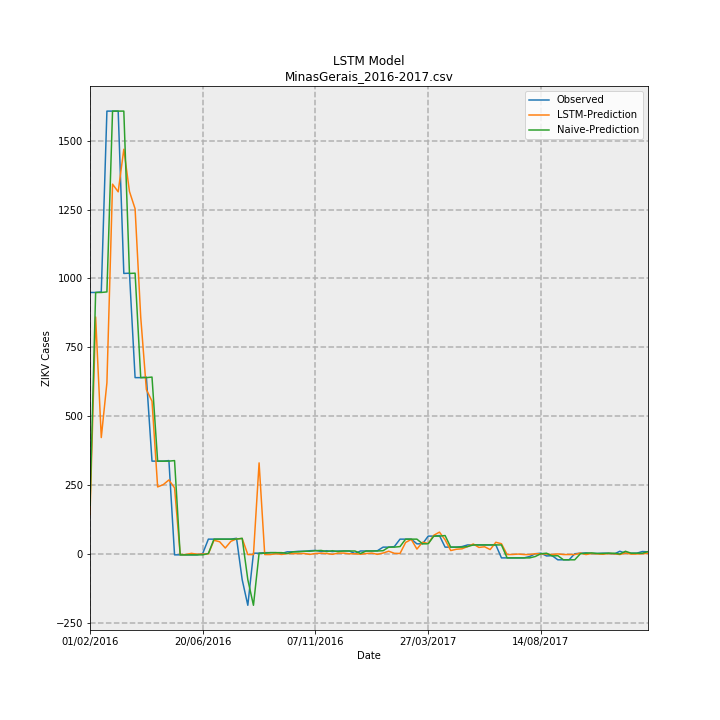 LSTM Model
MinasGerais_2016-2017.csv
Observed
LSTM-Prediction
Naive-Prediction
1500
1250
1000
750
500
250
0
−250
ZIKV Cases
01/02/2016
20/06/2016
07/11/2016
27/03/2017
14/08/2017
Date